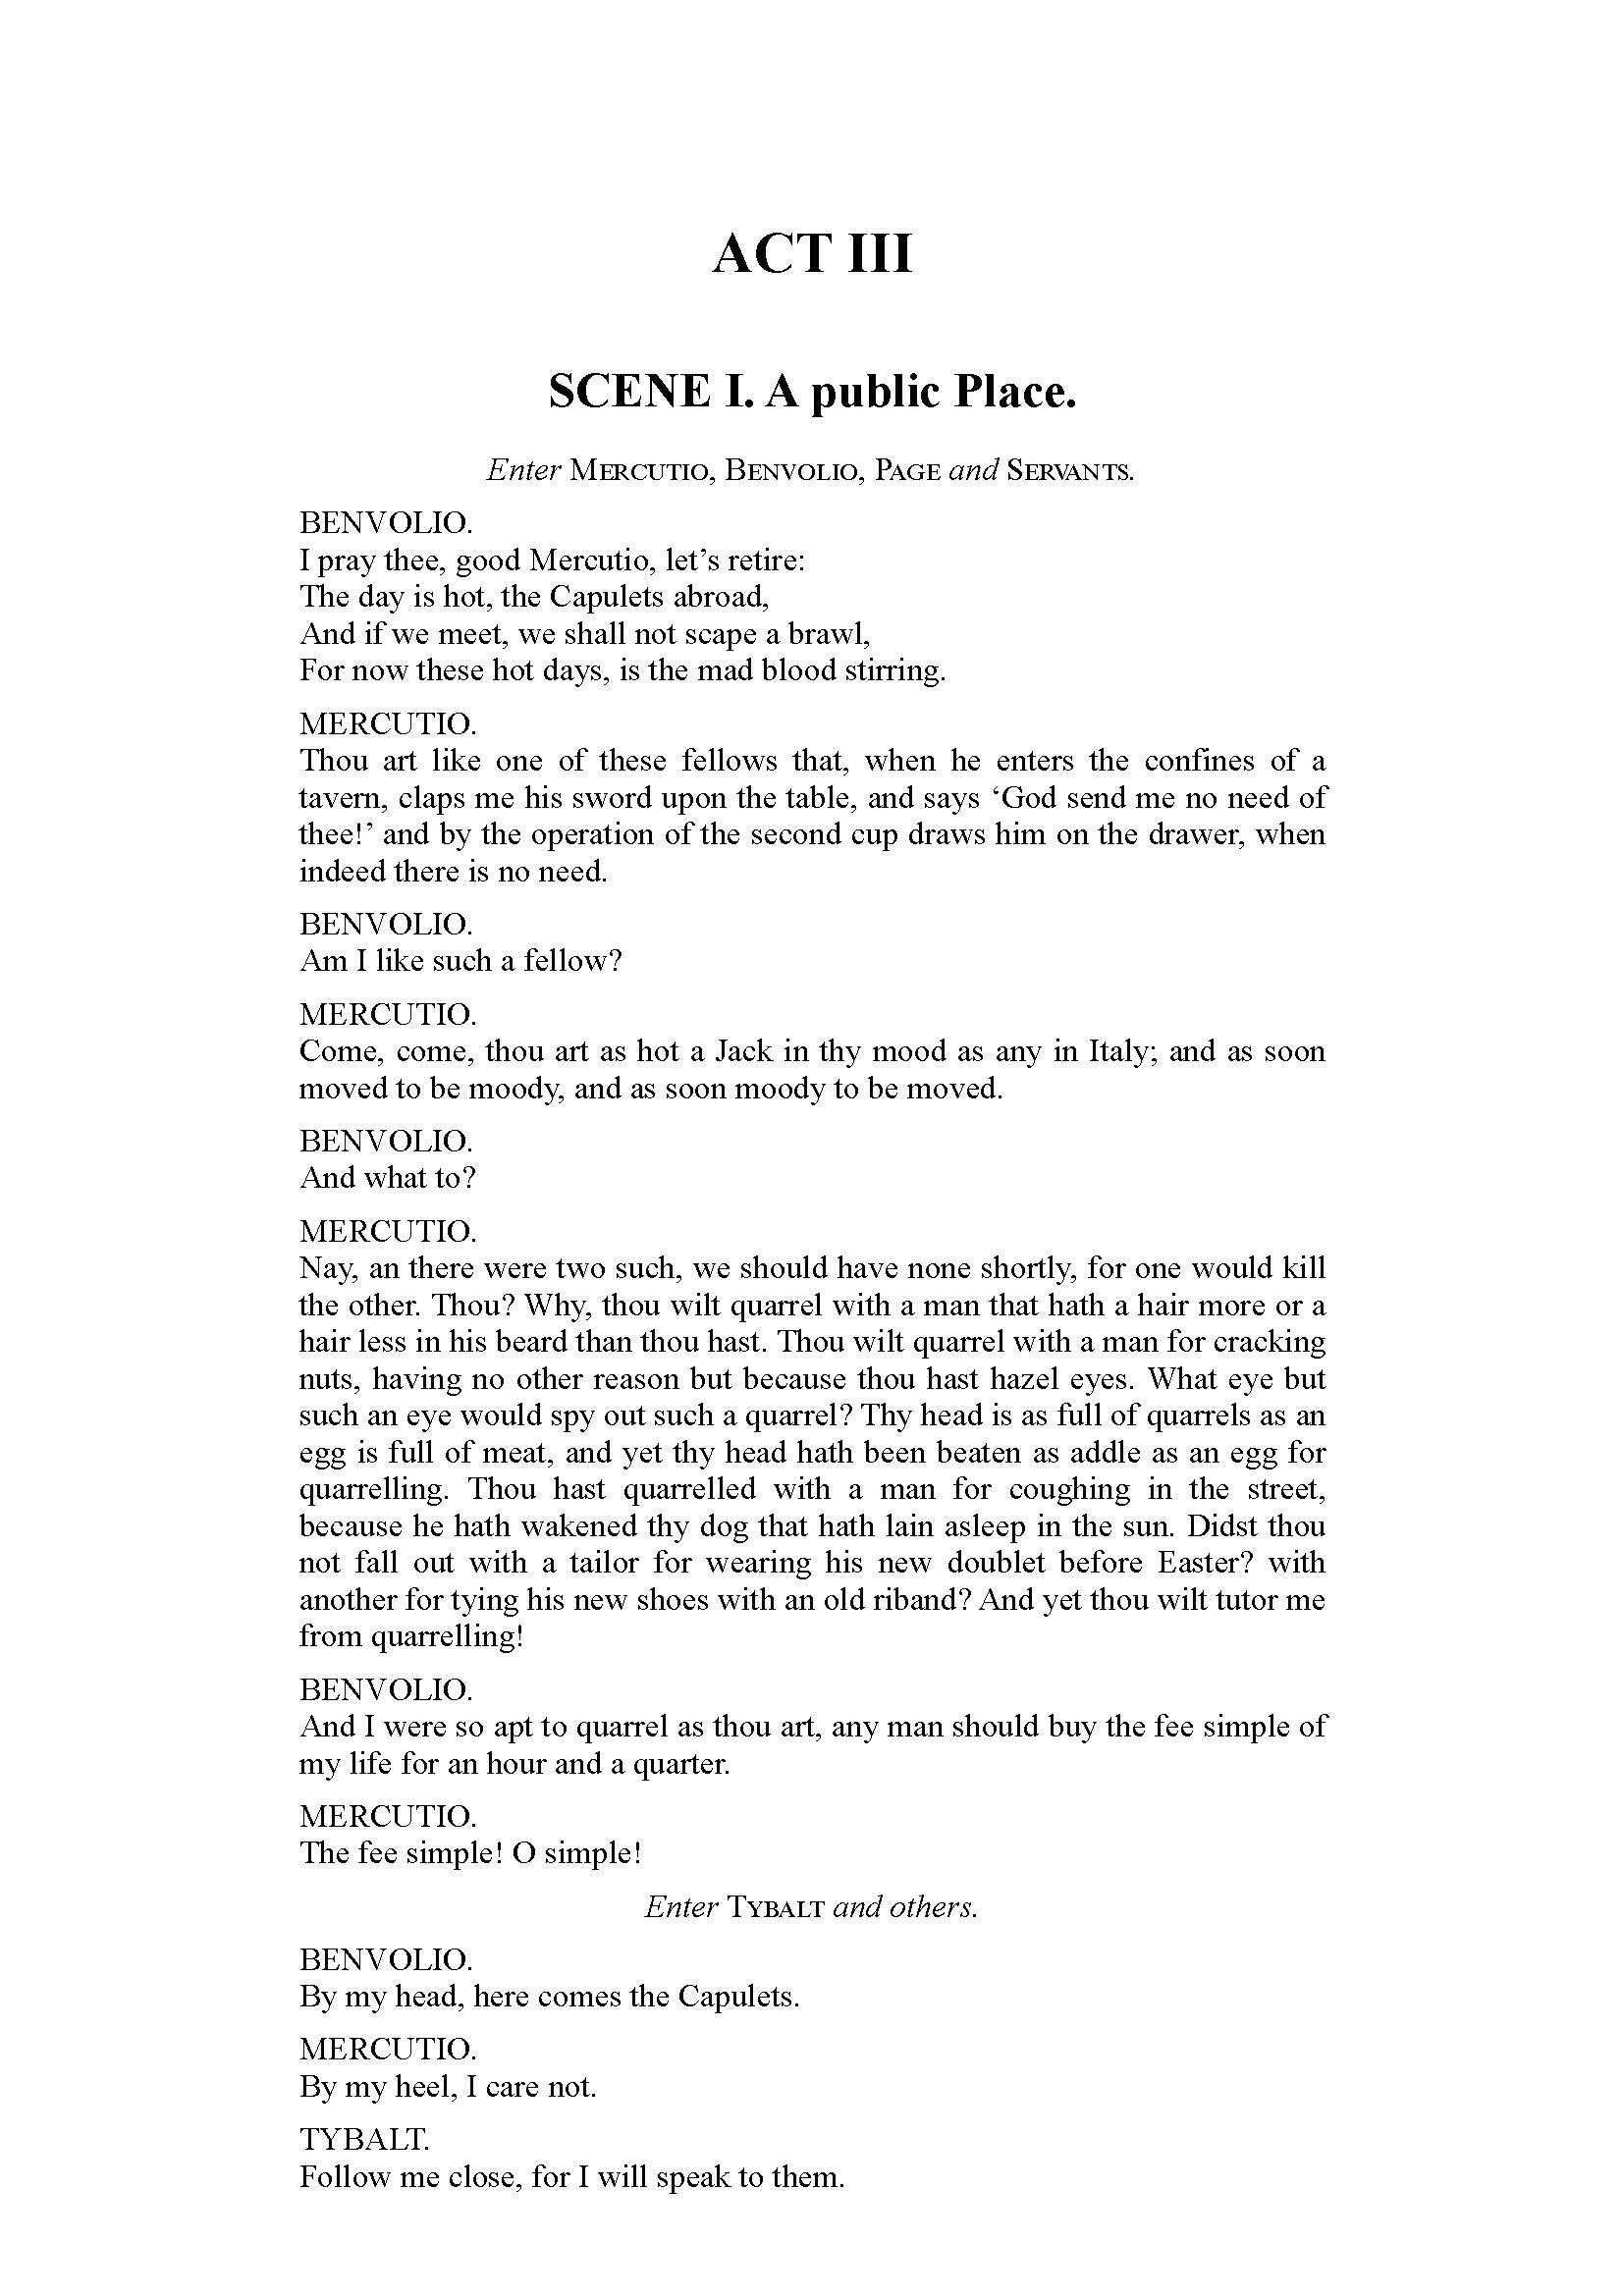 ACT III
SCENE I. A public Place.
Enter Mercutio, Benvolio, Page and Servants.
BENVOLIO.
I pray thee, good Mercutio, let’s retire:
The day is hot, the Capulets abroad,
And if we meet, we shall not scape a brawl,
For now these hot days, is the mad blood stirring.
MERCUTIO.
Thou art like one of these fellows that, when he enters the confines of a
tavern, claps me his sword upon the table, and says ‘God send me no need of
thee!’ and by the operation of the second cup draws him on the drawer, when
indeed there is no need.
BENVOLIO.
Am I like such a fellow?
MERCUTIO.
Come, come, thou art as hot a Jack in thy mood as any in Italy; and as soon
moved to be moody, and as soon moody to be moved.
BENVOLIO.
And what to?
MERCUTIO.
Nay, an there were two such, we should have none shortly, for one would kill
the other. Thou? Why, thou wilt quarrel with a man that hath a hair more or a
hair less in his beard than thou hast. Thou wilt quarrel with a man for cracking
nuts, having no other reason but because thou hast hazel eyes. What eye but
such an eye would spy out such a quarrel? Thy head is as full of quarrels as an
egg is full of meat, and yet thy head hath been beaten as addle as an egg for
quarrelling. Thou hast quarrelled with a man for coughing in the street,
because he hath wakened thy dog that hath lain asleep in the sun. Didst thou
not fall out with a tailor for wearing his new doublet before Easter? with
another for tying his new shoes with an old riband? And yet thou wilt tutor me
from quarrelling!
BENVOLIO.
And I were so apt to quarrel as thou art, any man should buy the fee simple of
my life for an hour and a quarter.
MERCUTIO.
The fee simple! O simple!
Enter Tybalt and others.
BENVOLIO.
By my head, here comes the Capulets.
MERCUTIO.
By my heel, I care not.
TYBALT.
Follow me close, for I will speak to them.